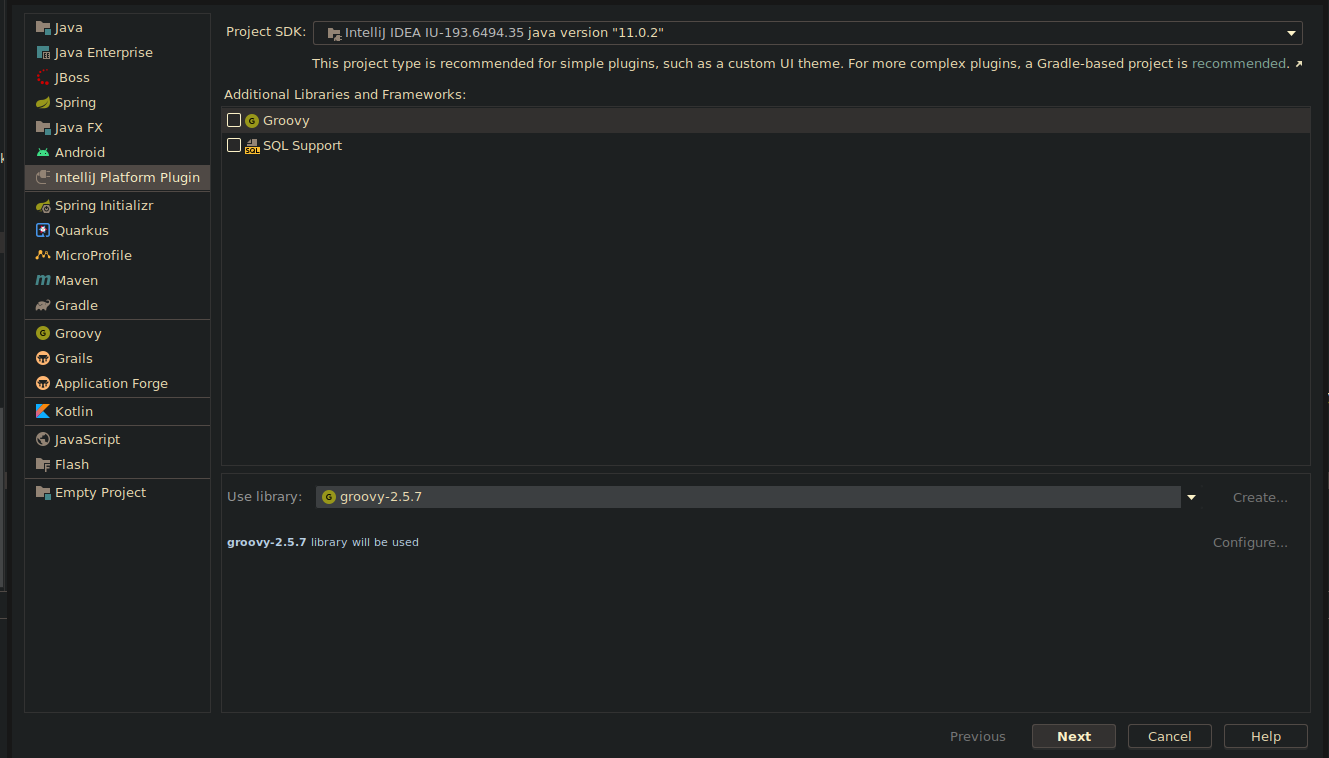 Java
Java Enterprise
JBoss
Spring
Java FX
Android
IntelliJ Platform Plugin
Spring Initializr
Quarkus
MicroProfile
Maven
Gradle
Groovy
Grails
Application Forge
Kotlin
JavaScript
Flash
Empty Project
Project SDK: IntelliJ IDEA IU-193.6494.35 java version "11.0.2"
This project type is recommended for simple plugins, such as a custom UI theme. For more complex plugins, a Gradle-based project is recommended. ↗
Additional Libraries and Frameworks:
Groovy
SQL Support
Use library: groovy-2.5.7 Create...
groovy-2.5.7 library will be used Configure...
Previous Next Cancel Help